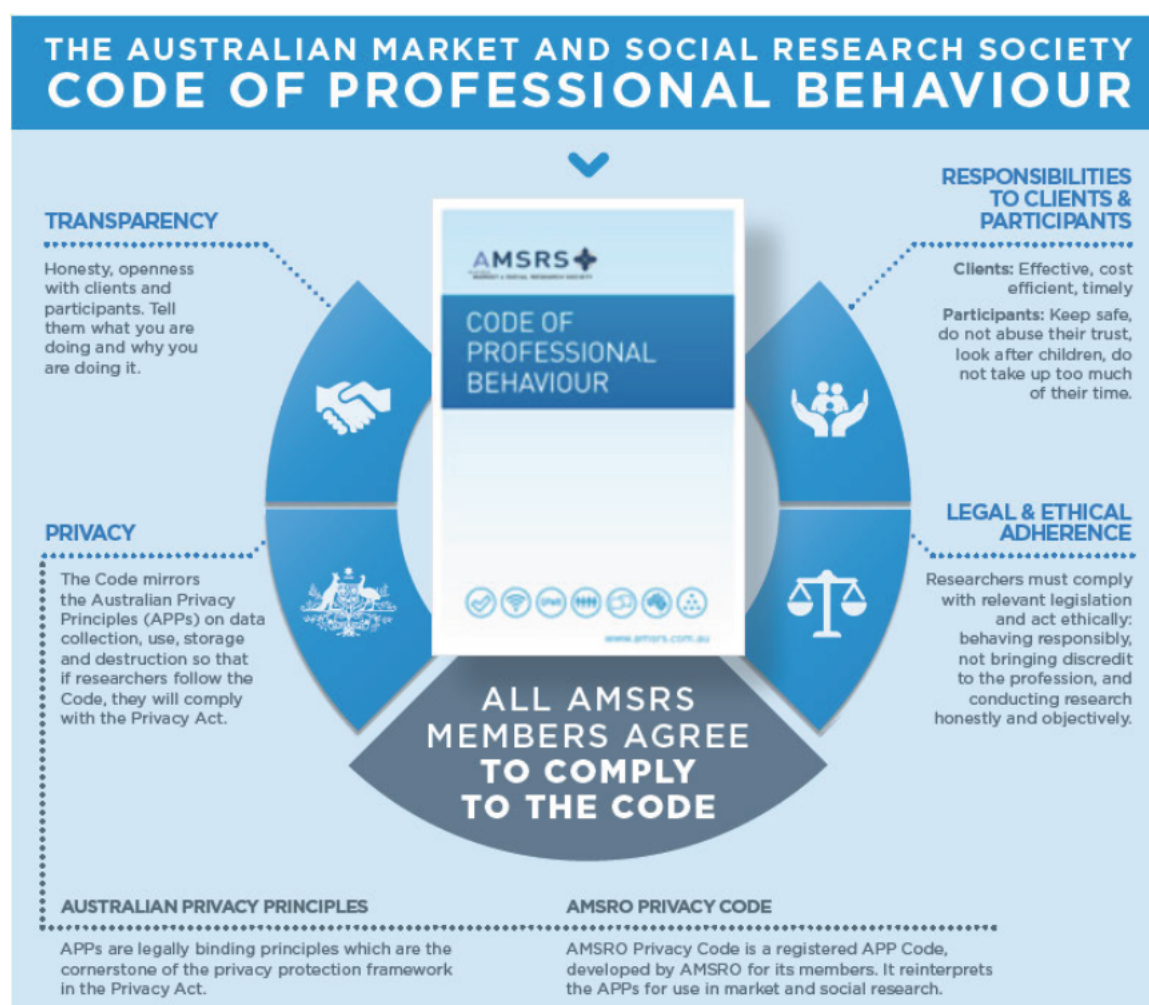 THE AUSTRALIAN MARKET AND SOCIAL RESEARCH SOCIETY
CODE OF PROFESSIONAL BEHAVIOUR
TRANSPARENCY
Honesty, openness
with clients and
participants. Tell
them what you are
doing and why you
are doing it.
PRIVACY
The Code mirrors
the Australian Privacy
Principles (APPs) on data
collection, use, storage
and destruction so that
if researchers follow the
Code, they will comply
with the Privacy Act.
AMSRS
MARKET & SOCIAL RESEARCH SOCIETY
CODE OF
PROFESSIONAL
BEHAVIOUR
www.amsrs.com.au
ALL AMSRS
MEMBERS AGREE
TO COMPLY
TO THE CODE
RESPONSIBILITIES
TO CLIENTS &
PARTICIPANTS
Clients: Effective, cost
efficient, timely
Participants: Keep safe,
do not abuse their trust,
look after children, do
not take up too much
of their time.
LEGAL & ETHICAL
ADHERENCE
Researchers must comply
with relevant legislation
and act ethically:
behaving responsibly,
not bringing discredit
to the profession, and
conducting research
honestly and objectively.
AUSTRALIAN PRIVACY PRINCIPLES
APPs are legally binding principles which are the
cornerstone of the privacy protection framework
in the Privacy Act.
AMSRO PRIVACY CODE
AMSRO Privacy Code is a registered APP Code,
developed by AMSRO for its members. It reinterprets
the APPs for use in market and social research.